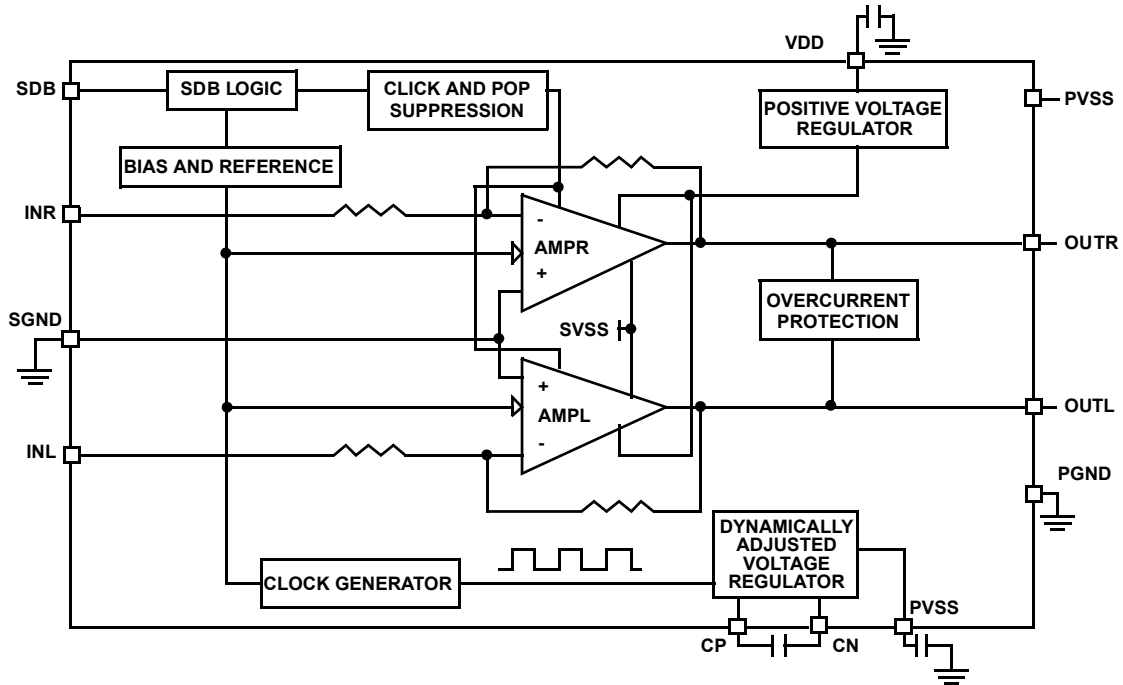 VDD
SDB
SDB LOGIC
CLICK AND POP
SUPPRESSION
POSITIVE VOLTAGE
REGULATOR
PVSS
BIAS AND REFERENCE
INR
-
AMPR
+
OUTR
SGND
SVSS
OVERCURRENT
PROTECTION
+
AMPL
-
OUTL
INL
PGND
DYNAMICALLY
ADJUSTED
VOLTAGE
REGULATOR
CLOCK GENERATOR
PVSS
CP
CN